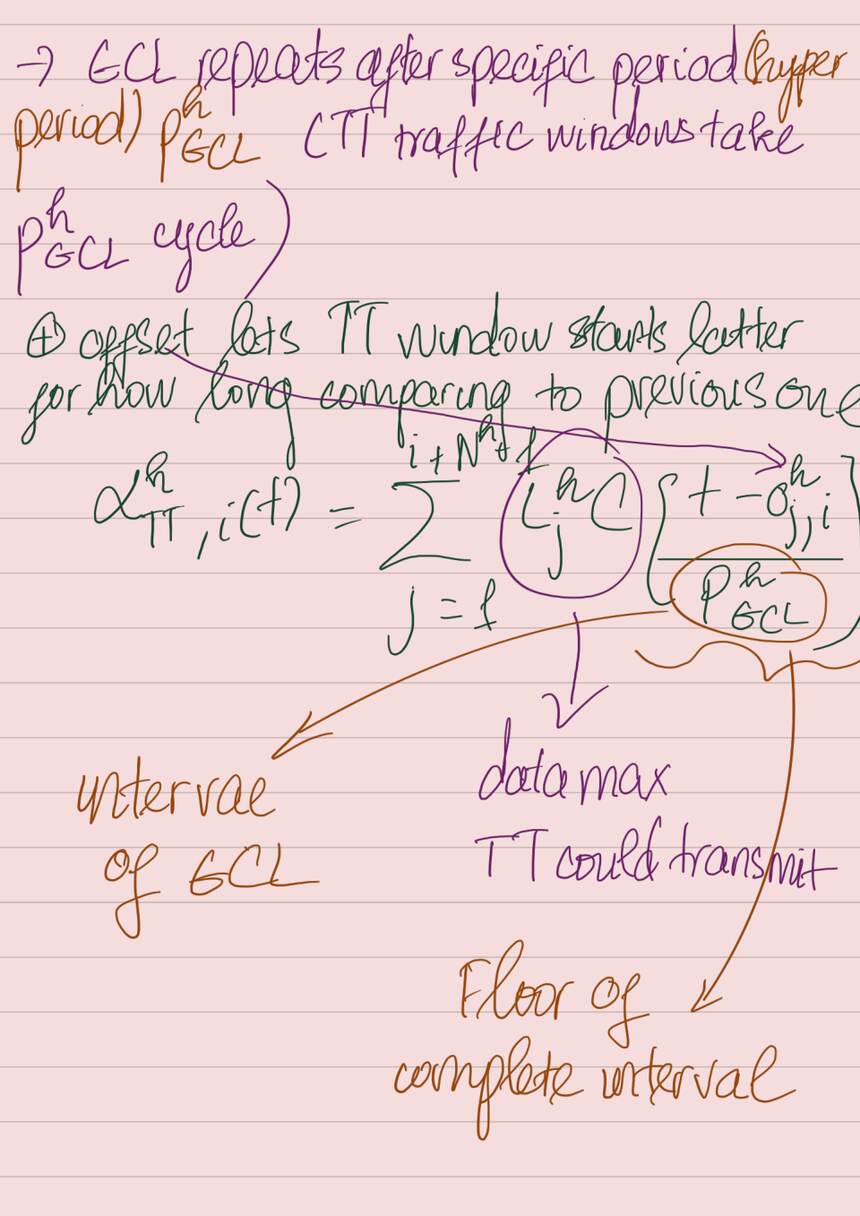 → GCL repeats after specific period (hyper
period) P^h_GCL (TT traffic windows take
P^h_GCL cycle)
⊕ offset lets TT window starts latter
for how long comparing to previous one
α^h_TT,i(t) = Σ_{j=1}^{i+N^h+1} L^h_j C ⌊(t - o^h_j,i) / P^h_GCL⌋
interval
of GCL
data max
TT could transmit
Floor of
complete interval